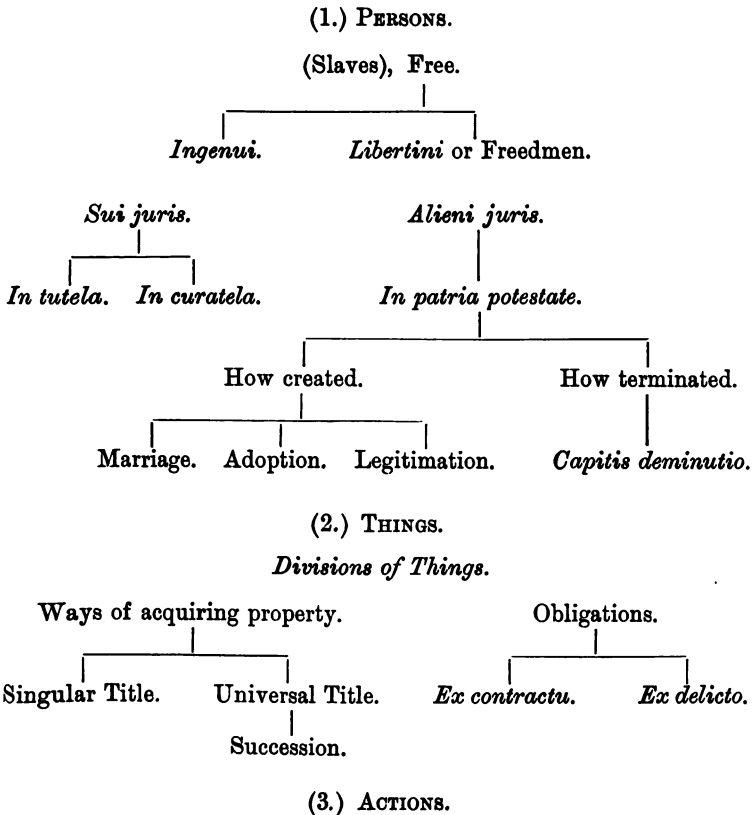 (1.) PERSONS.
(Slaves), Free.
Ingenui. Libertini or Freedmen.
Sui juris. Alieni juris.
In tutela. In curatela. In patria potestate.
How created. How terminated.
Marriage. Adoption. Legitimation. Capitis deminutio.
(2.) THINGS.
Divisions of Things.
Ways of acquiring property. Obligations.
Singular Title. Universal Title. Ex contractu. Ex delicto.
Succession.
(3.) ACTIONS.